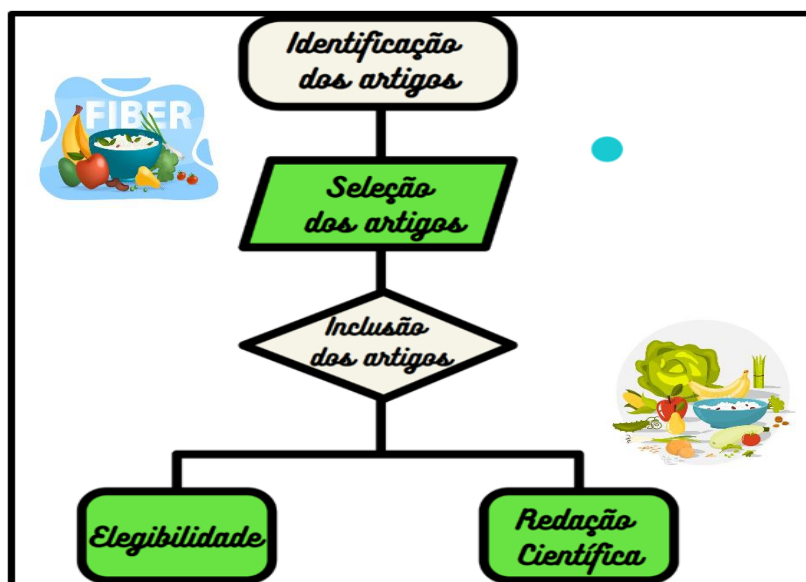 Identificação
dos artigos
FIBER
Seleção
dos artigos
Inclusão
dos artigos
Elegibilidade
Redação
Científica